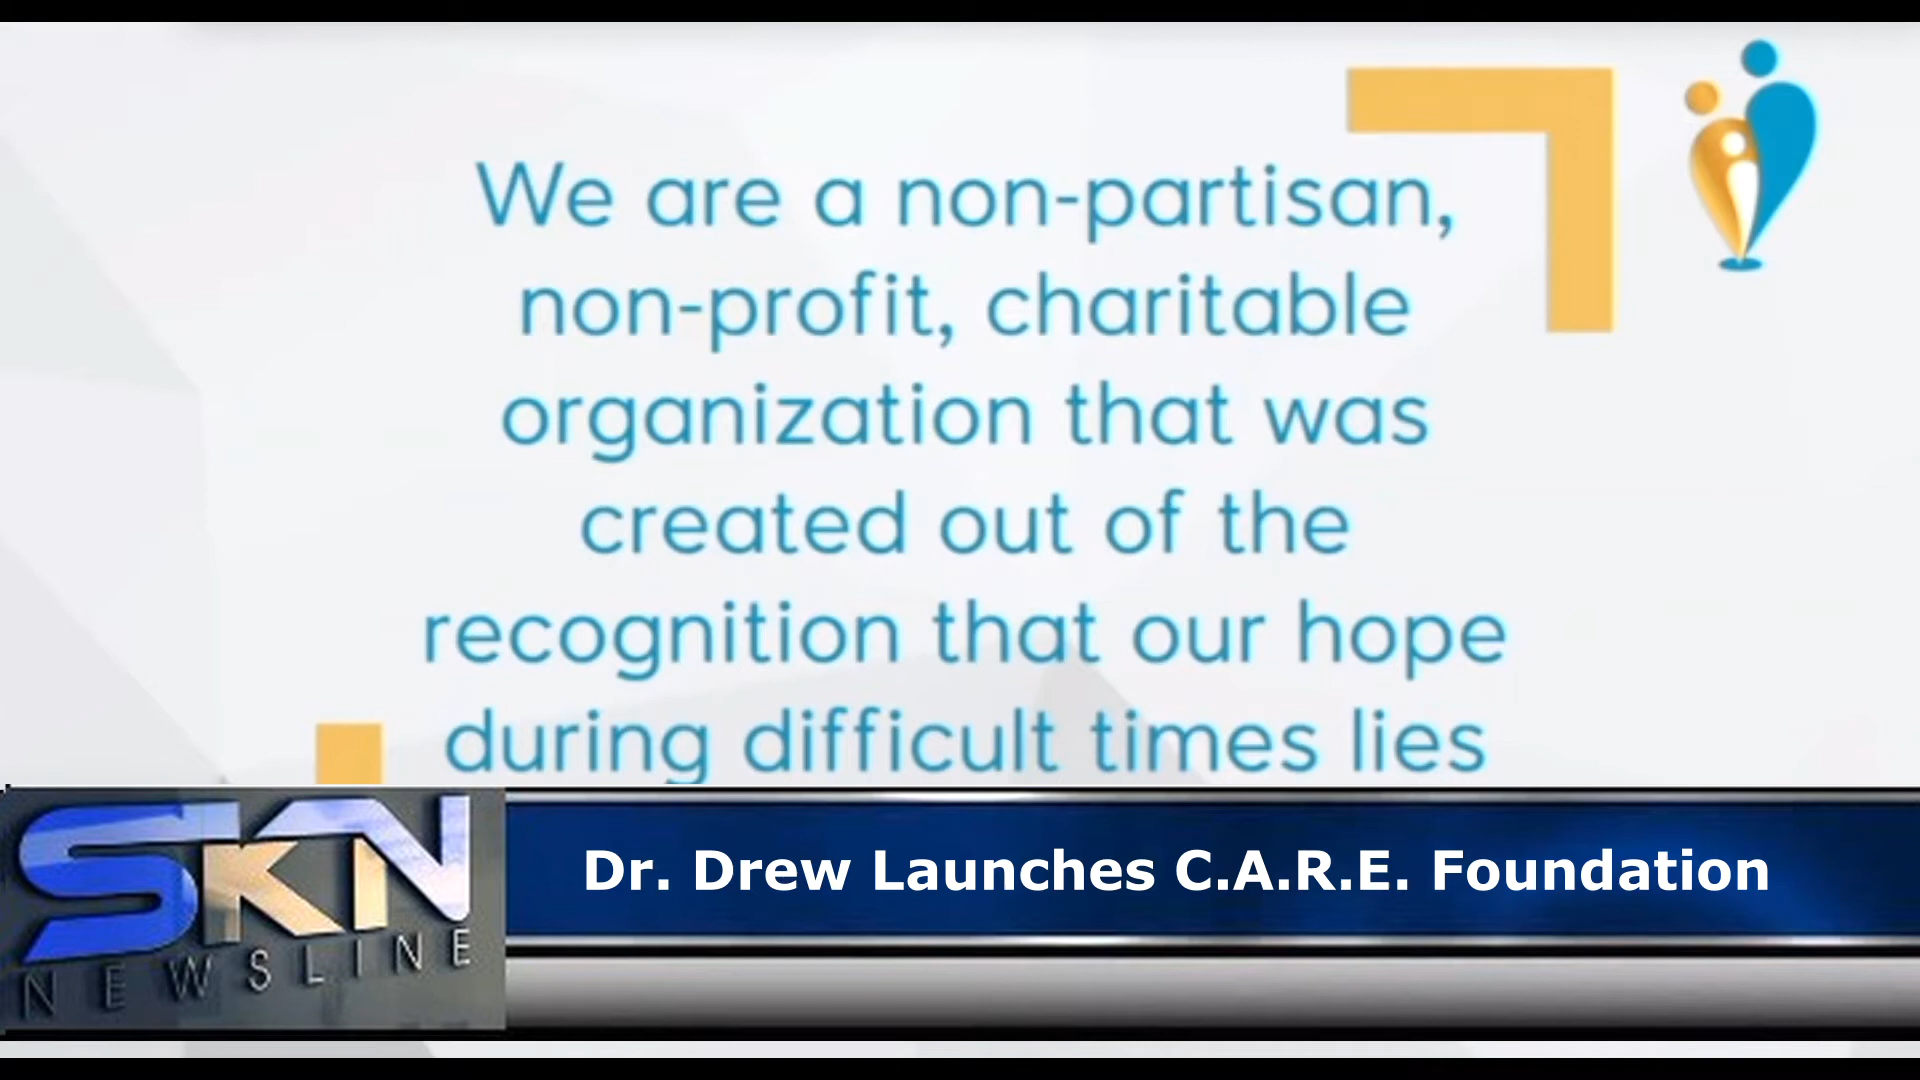 We are a non-partisan,
non-profit, charitable
organization that was
created out of the
recognition that our hope
during difficult times lies
SKN
NEWSLINE
Dr. Drew Launches C.A.R.E. Foundation